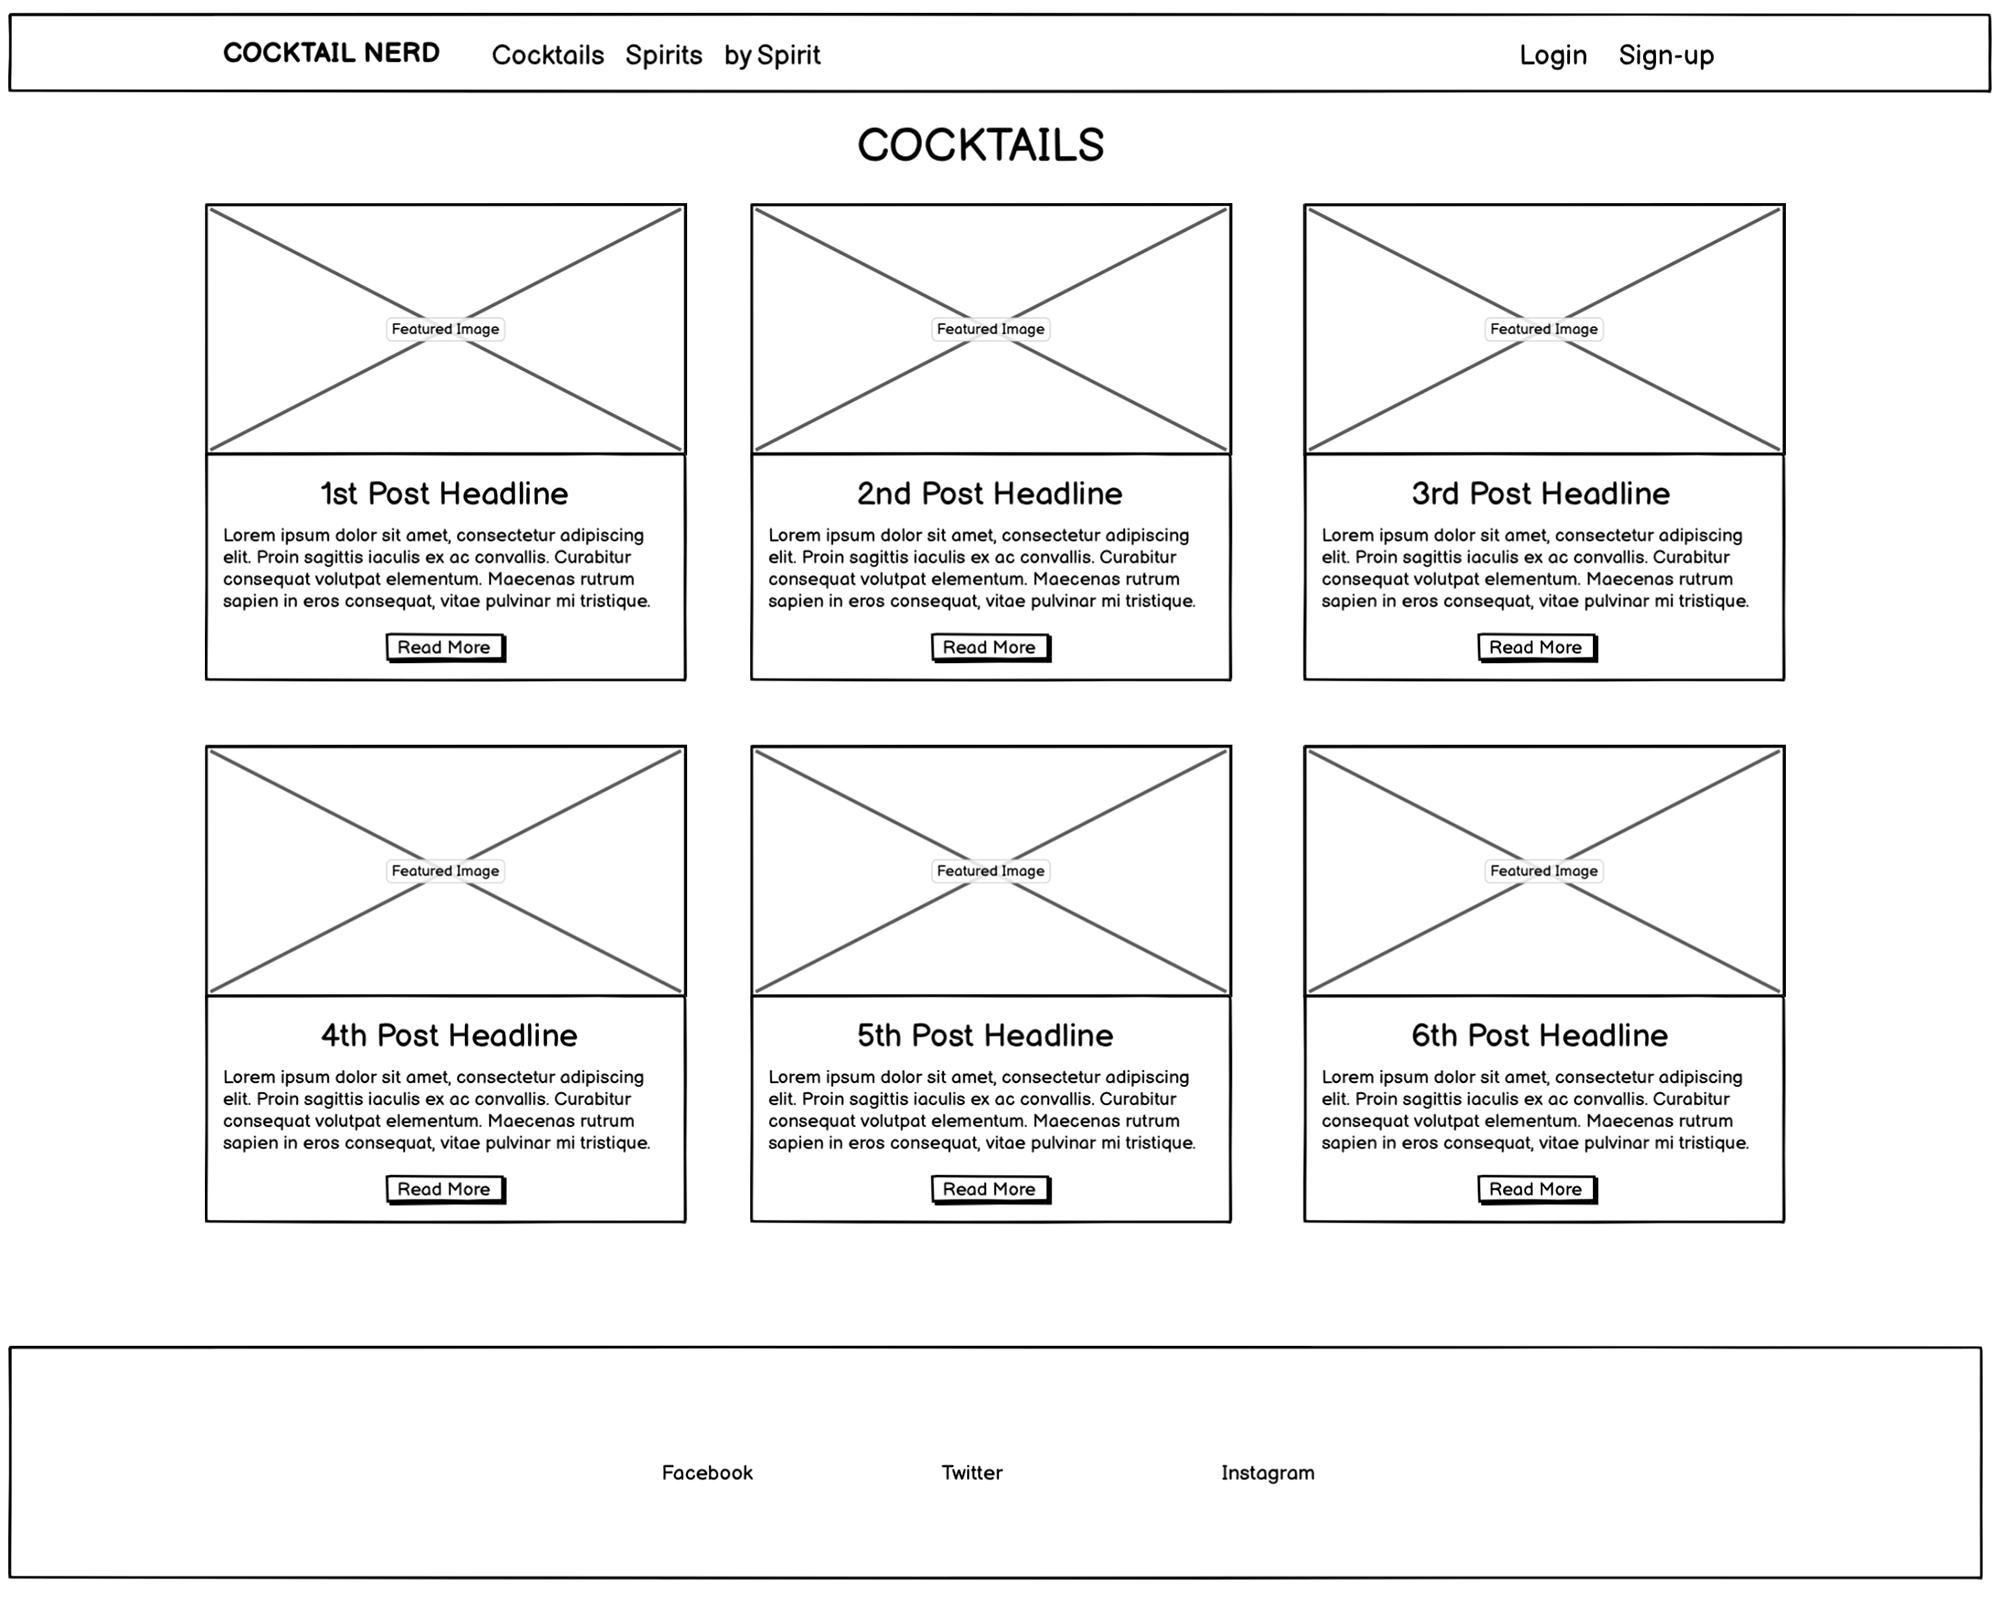 COCKTAIL NERD Cocktails Spirits by Spirit Login Sign-up
COCKTAILS
Featured Image
1st Post Headline
Lorem ipsum dolor sit amet, consectetur adipiscing
elit. Proin sagittis iaculis ex ac convallis. Curabitur
consequat volutpat elementum. Maecenas rutrum
sapien in eros consequat, vitae pulvinar mi tristique.
Read More
Featured Image
2nd Post Headline
Lorem ipsum dolor sit amet, consectetur adipiscing
elit. Proin sagittis iaculis ex ac convallis. Curabitur
consequat volutpat elementum. Maecenas rutrum
sapien in eros consequat, vitae pulvinar mi tristique.
Read More
Featured Image
3rd Post Headline
Lorem ipsum dolor sit amet, consectetur adipiscing
elit. Proin sagittis iaculis ex ac convallis. Curabitur
consequat volutpat elementum. Maecenas rutrum
sapien in eros consequat, vitae pulvinar mi tristique.
Read More
Featured Image
4th Post Headline
Lorem ipsum dolor sit amet, consectetur adipiscing
elit. Proin sagittis iaculis ex ac convallis. Curabitur
consequat volutpat elementum. Maecenas rutrum
sapien in eros consequat, vitae pulvinar mi tristique.
Read More
Featured Image
5th Post Headline
Lorem ipsum dolor sit amet, consectetur adipiscing
elit. Proin sagittis iaculis ex ac convallis. Curabitur
consequat volutpat elementum. Maecenas rutrum
sapien in eros consequat, vitae pulvinar mi tristique.
Read More
Featured Image
6th Post Headline
Lorem ipsum dolor sit amet, consectetur adipiscing
elit. Proin sagittis iaculis ex ac convallis. Curabitur
consequat volutpat elementum. Maecenas rutrum
sapien in eros consequat, vitae pulvinar mi tristique.
Read More
Facebook Twitter Instagram